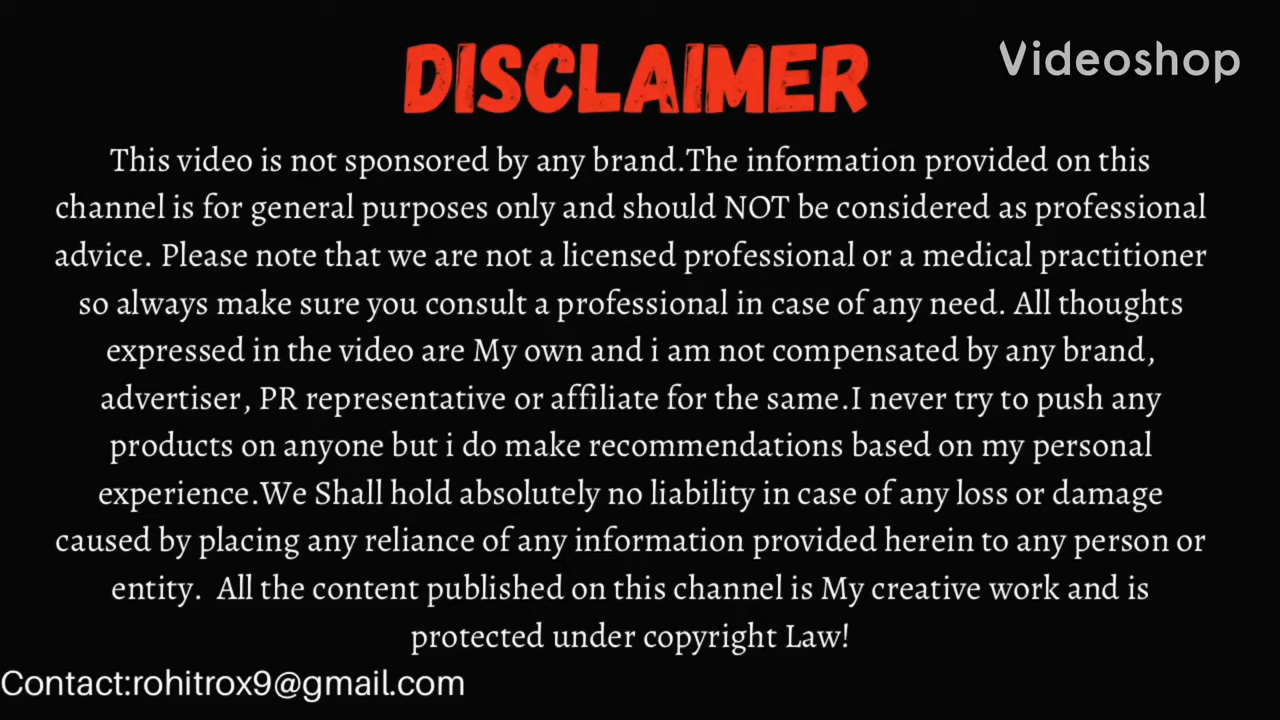 DISCLAIMER
Videoshop
This video is not sponsored by any brand.The information provided on this
channel is for general purposes only and should NOT be considered as professional
advice. Please note that we are not a licensed professional or a medical practitioner
so always make sure you consult a professional in case of any need. All thoughts
expressed in the video are My own and i am not compensated by any brand,
advertiser, PR representative or affiliate for the same.I never try to push any
products on anyone but i do make recommendations based on my personal
experience.We Shall hold absolutely no liability in case of any loss or damage
caused by placing any reliance of any information provided herein to any person or
entity.  All the content published on this channel is My creative work and is
protected under copyright Law!
Contact:rohitrox9@gmail.com